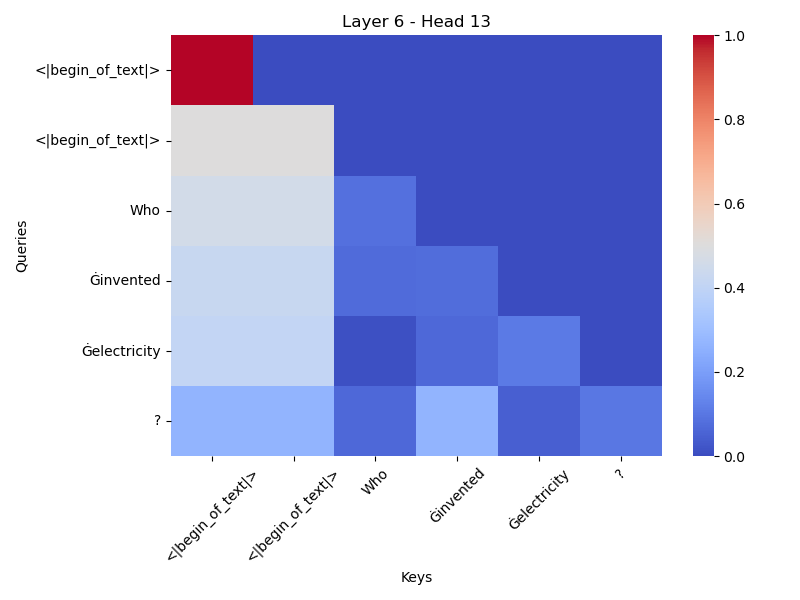 Layer 6 - Head 13
<|begin_of_text|>
<|begin_of_text|>
Who
Ġinvented
Ġelectricity
?
Queries
<|begin_of_text|>
<|begin_of_text|>
Who
Ġinvented
Ġelectricity
?
Keys
1.0
0.8
0.6
0.4
0.2
0.0